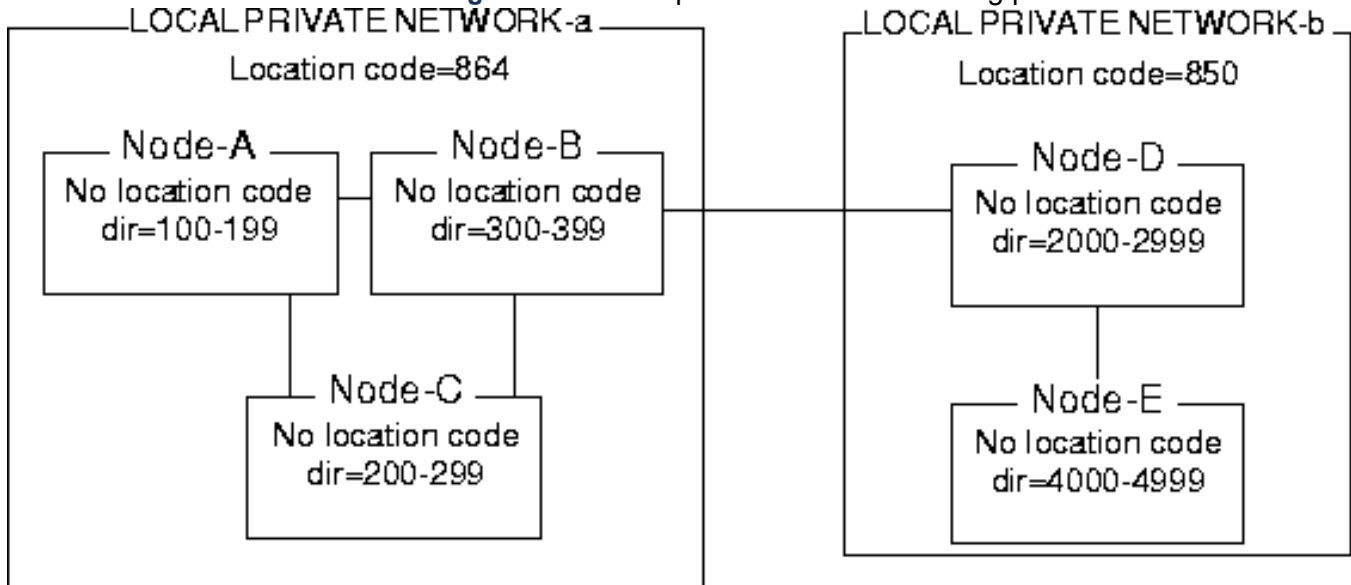 LOCAL PRIVATE NETWORK-a
Location code=864
Node-A
No location code
dir=100-199
Node-B
No location code
dir=300-399
Node-C
No location code
dir=200-299
LOCAL PRIVATE NETWORK-b
Location code=850
Node-D
No location code
dir=2000-2999
Node-E
No location code
dir=4000-4999